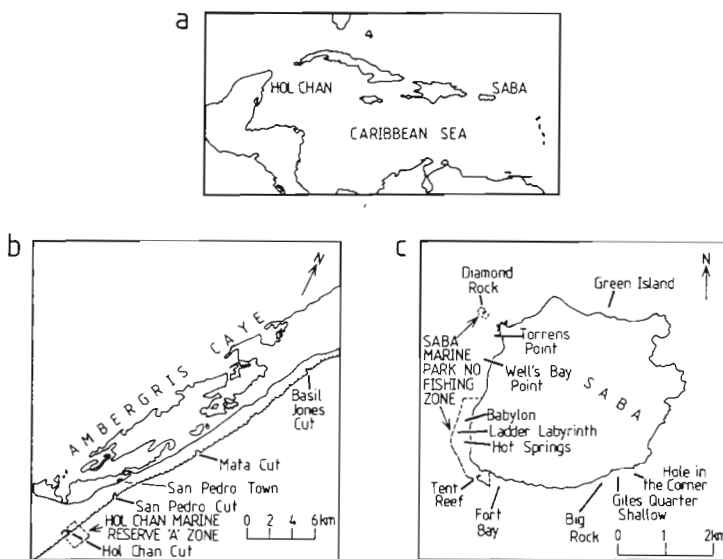 a
HOL CHAN
SABA
CARIBBEAN SEA
b
N
AMBERGRIS CAYE
Basil
Jones
Cut
Mata Cut
San Pedro Town
San Pedro Cut
HOL CHAN MARINE
RESERVE 'A' ZONE
Hol Chan Cut
0 2 4 6km
c
N
Diamond
Rock
Green Island
SABA
MARINE
PARK NO
FISHING
ZONE
Torrens
Point
Well's Bay
Point
SABA
Babylon
Ladder Labyrinth
Hot Springs
Tent
Reef
Fort
Bay
Big
Rock
Hole in
the Corner
Giles Quarter
Shallow
0 1 2km